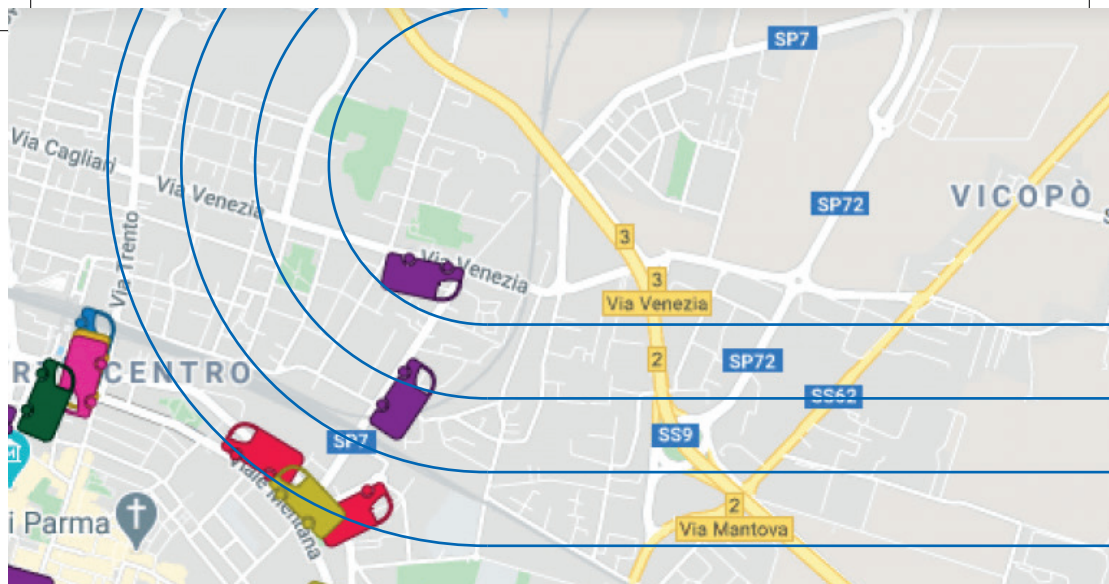 SP7
Via Cagliari
Via Venezia
VICOPÒ
SP72
Via Trento
3
Via Venezia
3
Via Venezia
2
SP72
CENTRO
SS62
SP7
SS9
Viale Mentana
2
Via Mantova
i Parma